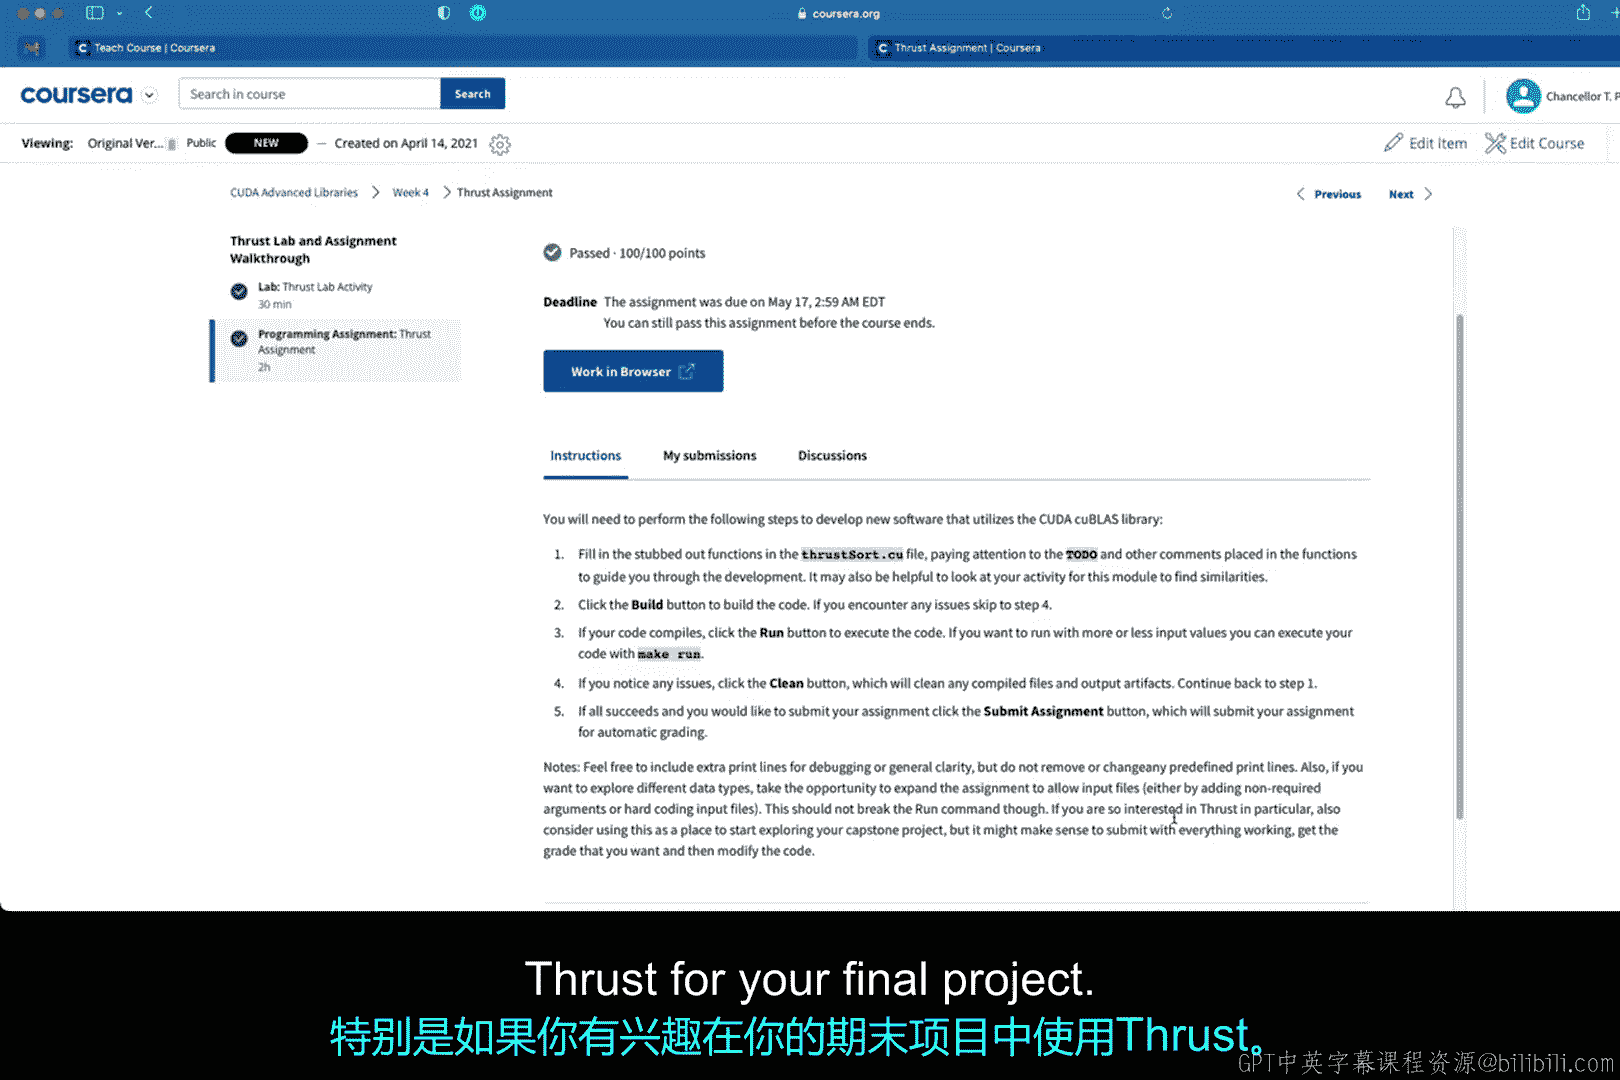 coursera.org
Teach Course | Coursera
Thrust Assignment | Coursera
coursera
Search in course
Search
Chancellor T. P
Viewing: Original Ver... Public NEW — Created on April 14, 2021
Edit Item
Edit Course
CUDA Advanced Libraries > Week 4 > Thrust Assignment
Previous
Next
Thrust Lab and Assignment
Walkthrough
Lab: Thrust Lab Activity
30 min
Programming Assignment: Thrust
Assignment
2h
Passed · 100/100 points
Deadline The assignment was due on May 17, 2:59 AM EDT
You can still pass this assignment before the course ends.
Work in Browser
Instructions
My submissions
Discussions
You will need to perform the following steps to develop new software that utilizes the CUDA cuBLAS library:
1. Fill in the stubbed out functions in the thrustSort.cu file, paying attention to the TODO and other comments placed in the functions
to guide you through the development. It may also be helpful to look at your activity for this module to find similarities.
2. Click the Build button to build the code. If you encounter any issues skip to step 4.
3. If your code compiles, click the Run button to execute the code. If you want to run with more or less input values you can execute your
code with make run.
4. If you notice any issues, click the Clean button, which will clean any compiled files and output artifacts. Continue back to step 1.
5. If all succeeds and you would like to submit your assignment click the Submit Assignment button, which will submit your assignment
for automatic grading.
Notes: Feel free to include extra print lines for debugging or general clarity, but do not remove or changeany predefined print lines. Also, if you
want to explore different data types, take the opportunity to expand the assignment to allow input files (either by adding non-required
arguments or hard coding input files). This should not break the Run command though. If you are so interested in Thrust in particular, also
consider using this as a place to start exploring your capstone project, but it might make sense to submit with everything working, get the
grade that you want and then modify the code.
Thrust for your final project.
特别是如果你有兴趣在你的期末项目中使用Thrust。
GPT中英字幕课程资源@bilibili.com